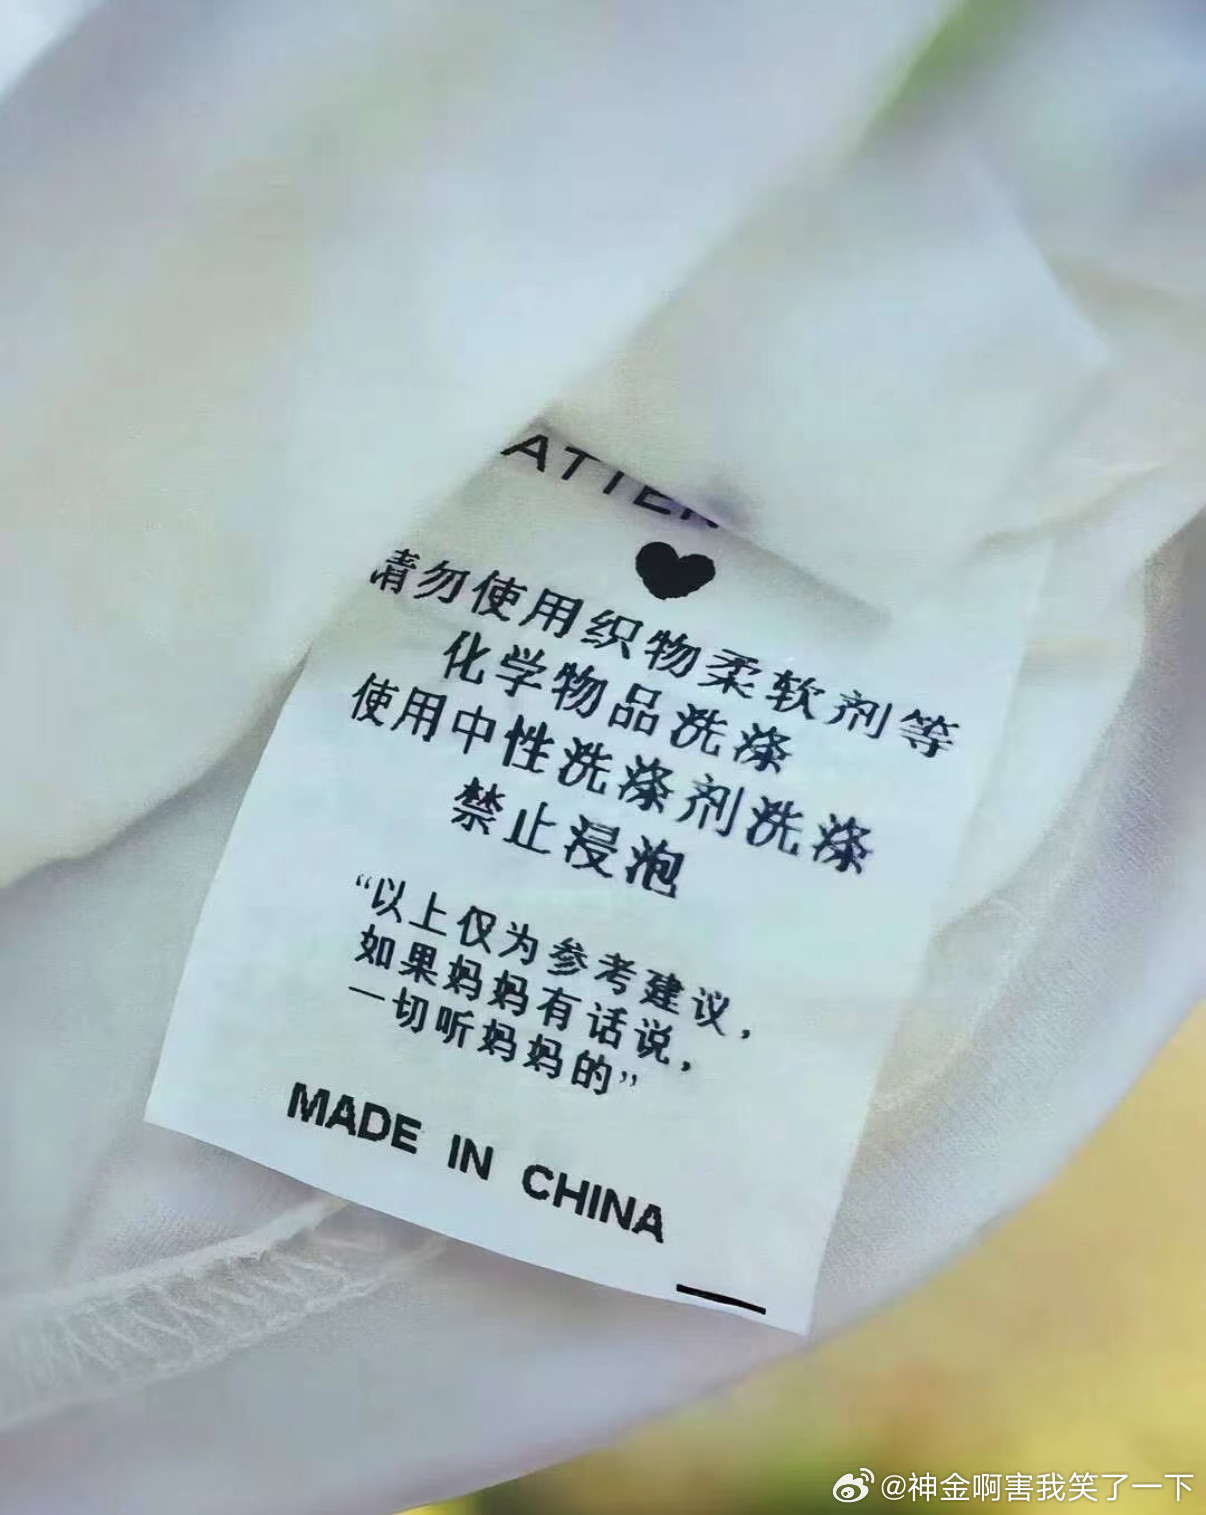 ATTEN
请勿使用织物柔软剂等
化学物品洗涤
使用中性洗涤剂洗涤
禁止浸泡
“以上仅为参考建议，
如果妈妈有话说，
一切听妈妈的”
MADE IN CHINA
@神金啊害我笑了一下